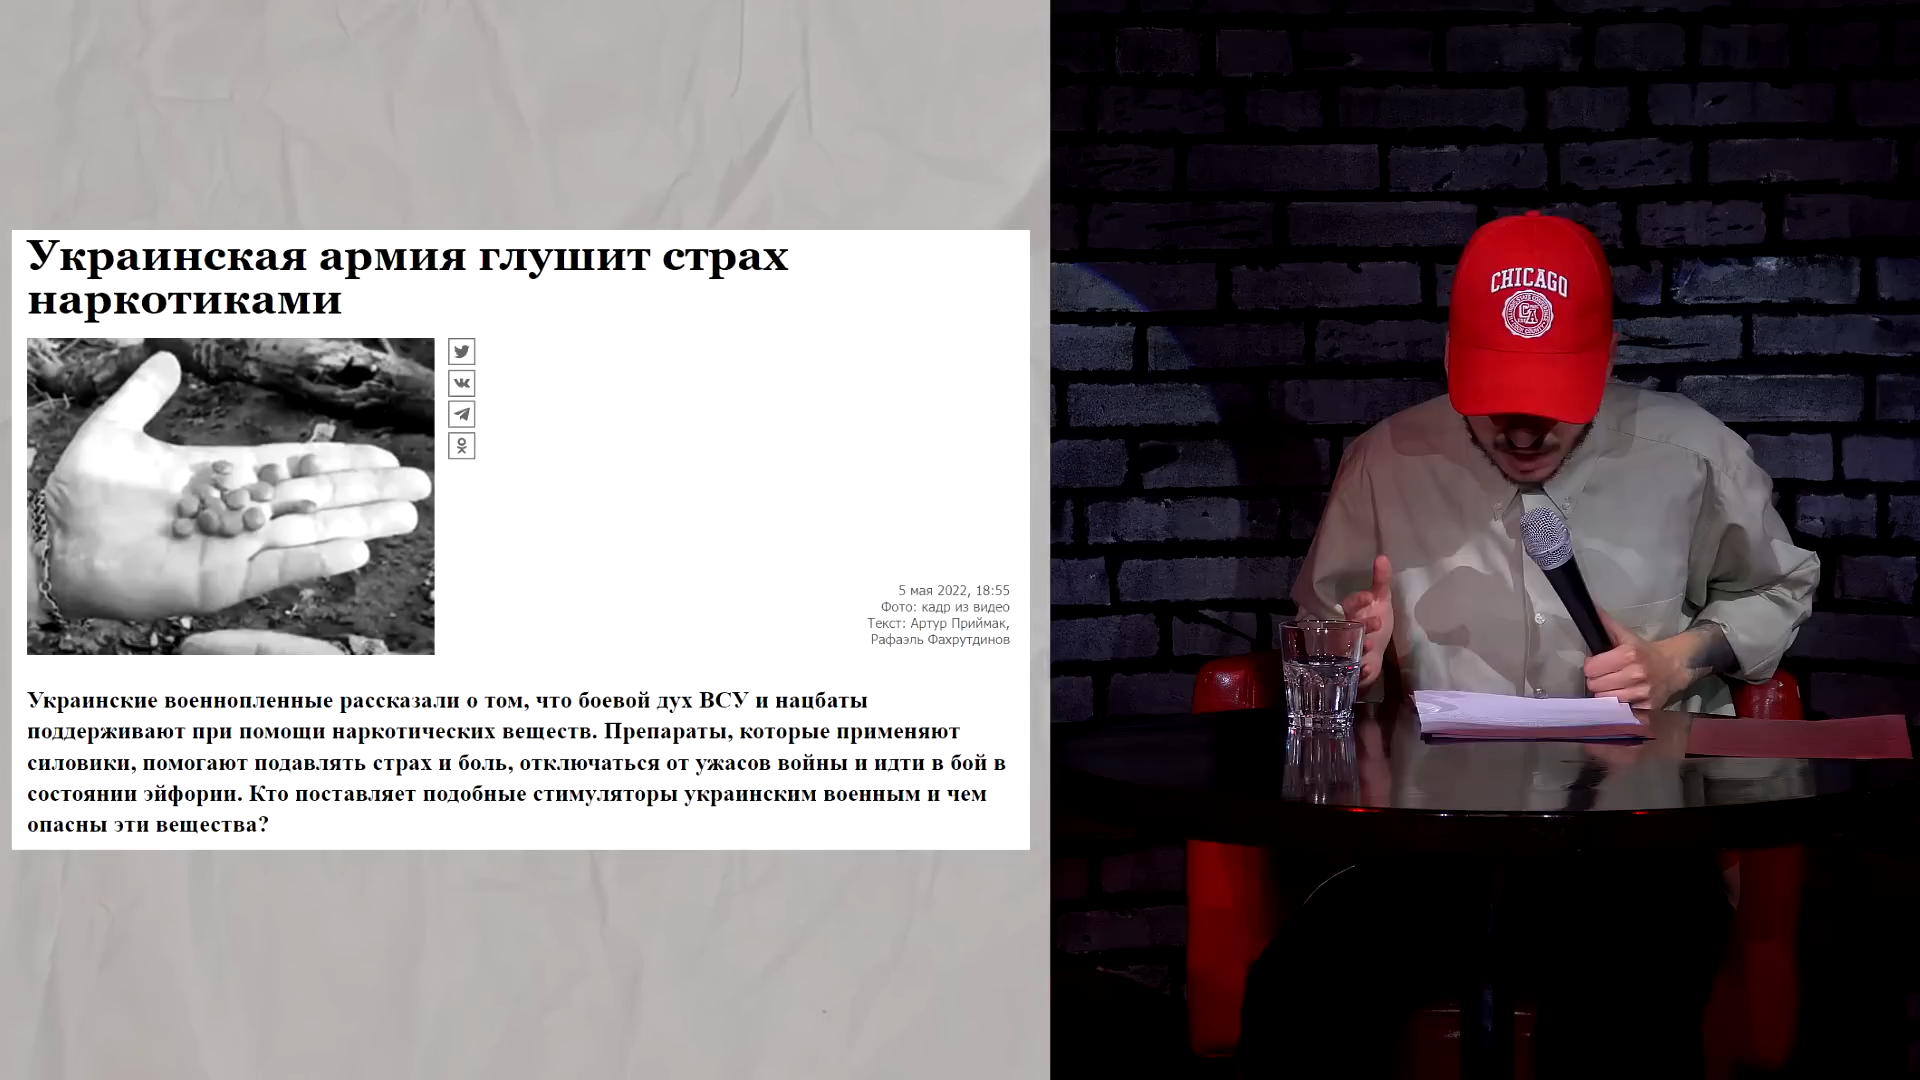 Украинская армия глушит страх
наркотиками
5 мая 2022, 18:55
Фото: кадр из видео
Текст: Артур Приймак,
Рафаэль Фахрутдинов
Украинские военнопленные рассказали о том, что боевой дух ВСУ и нацбаты
поддерживают при помощи наркотических веществ. Препараты, которые применяют
силовики, помогают подавлять страх и боль, отключаться от ужасов войны и идти в бой в
состоянии эйфории. Кто поставляет подобные стимуляторы украинским военным и чем
опасны эти вещества?
CHICAGO